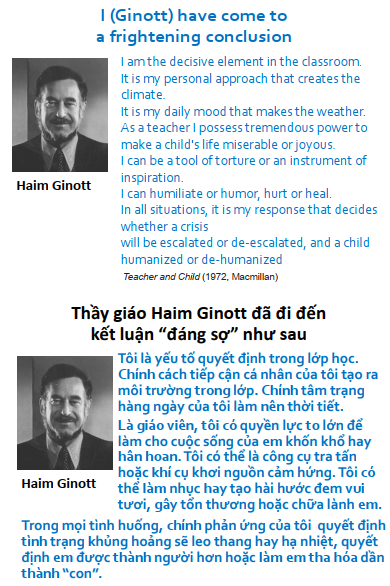 I (Ginott) have come to
a frightening conclusion
I am the decisive element in the classroom.
It is my personal approach that creates the
climate.
It is my daily mood that makes the weather.
As a teacher I possess tremendous power to
make a child's life miserable or joyous.
I can be a tool of torture or an instrument of
inspiration.
I can humiliate or humor, hurt or heal.
In all situations, it is my response that decides
whether a crisis
will be escalated or de-escalated, and a child
humanized or de-humanized
Teacher and Child (1972, Macmillan)
Haim Ginott
Thầy giáo Haim Ginott đã đi đến
kết luận “đáng sợ” như sau
Tôi là yếu tố quyết định trong lớp học.
Chính cách tiếp cận cá nhân của tôi tạo ra
môi trường trong lớp. Chính tâm trạng
hàng ngày của tôi làm nên thời tiết.
Là giáo viên, tôi có quyền lực to lớn để
làm cho cuộc sống của em khốn khổ hay
hân hoan. Tôi có thể là công cụ tra tấn
hoặc khí cụ khơi nguồn cảm hứng. Tôi có
thể làm nhục hay tạo hài hước đem vui
tươi, gây tổn thương hoặc chữa lành em.
Haim Ginott
Trong mọi tình huống, chính phản ứng của tôi quyết định
tình trạng khủng hoảng sẽ leo thang hay hạ nhiệt, quyết
định em được thành người hơn hoặc làm em tha hóa dần
thành “con”.